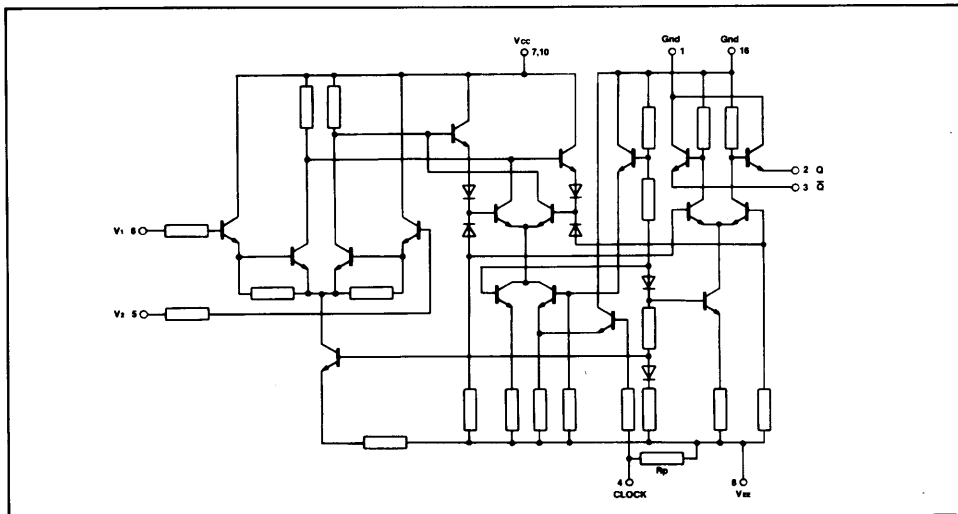 Vcc
7,10
Gnd
1
Gnd
16
2 Q
3 Q̅
V1 6
V2 5
Rp
4
CLOCK
8
VEE